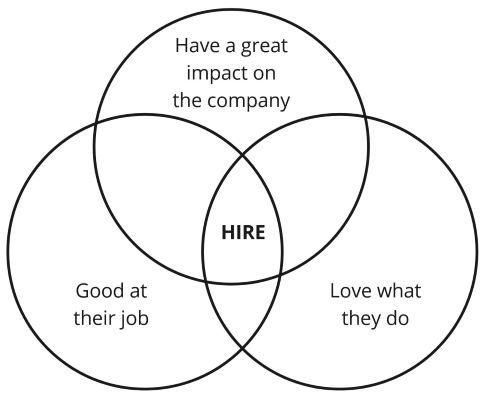 Have a great
impact on
the company
HIRE
Good at
their job
Love what
they do